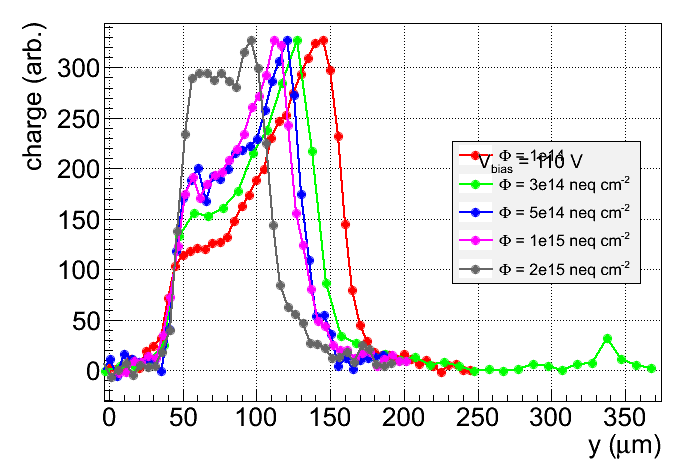 charge (arb.)
300
250
200
150
100
50
0
0 50 100 150 200 250 300 350
y (μm)
Φ = 1e14
V_bias = 110 V
Φ = 3e14 neq cm⁻²
Φ = 5e14 neq cm⁻²
Φ = 1e15 neq cm⁻²
Φ = 2e15 neq cm⁻²